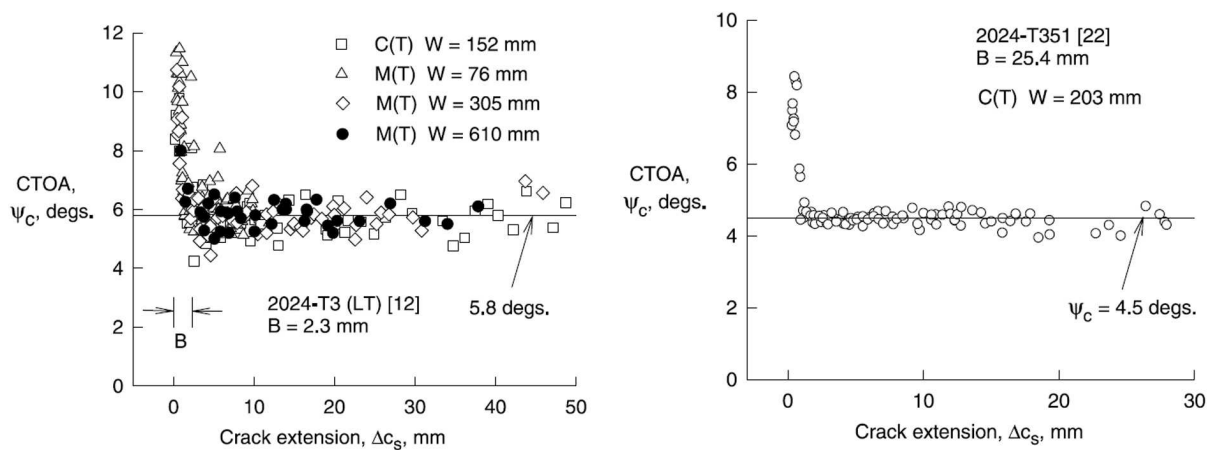 12
10
8
6
4
2
0
CTOA,
Ψc, degs.
C(T) W = 152 mm
M(T) W = 76 mm
M(T) W = 305 mm
M(T) W = 610 mm
B
2024-T3 (LT) [12]
B = 2.3 mm
5.8 degs.
0 10 20 30 40 50
Crack extension, Δcs, mm
10
8
6
4
2
0
CTOA,
Ψc, degs.
2024-T351 [22]
B = 25.4 mm
C(T) W = 203 mm
Ψc = 4.5 degs.
0 10 20 30
Crack extension, Δcs, mm